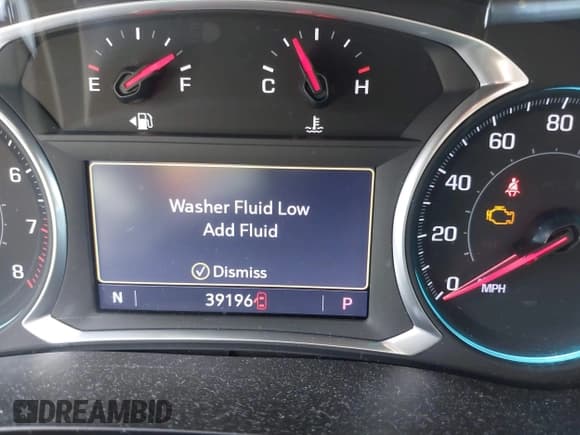 E F
C H
Washer Fluid Low
Add Fluid
Dismiss
N 39196 P
6
7
8
80
60
40
20
0
MPH
DREAMBID